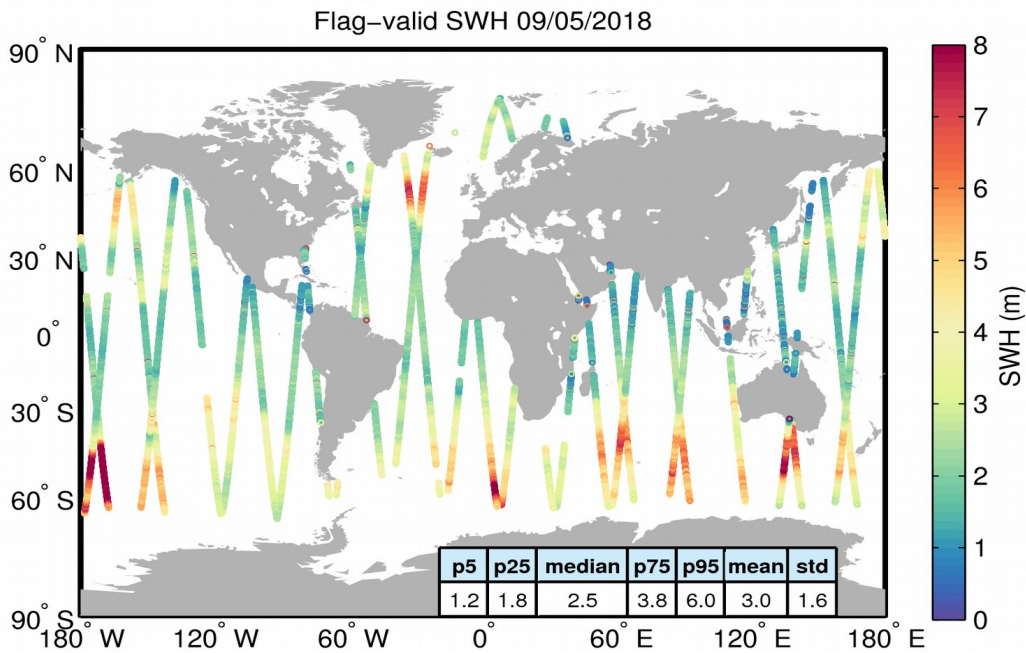 Flag-valid SWH 09/05/2018
90° N
60° N
30° N
0°
30° S
60° S
90° S
180° W
120° W
60° W
0°
60° E
120° E
180° E
p5 p25 median p75 p95 mean std
1.2 1.8 2.5 3.8 6.0 3.0 1.6
8
7
6
5
4
3
2
1
0
SWH (m)